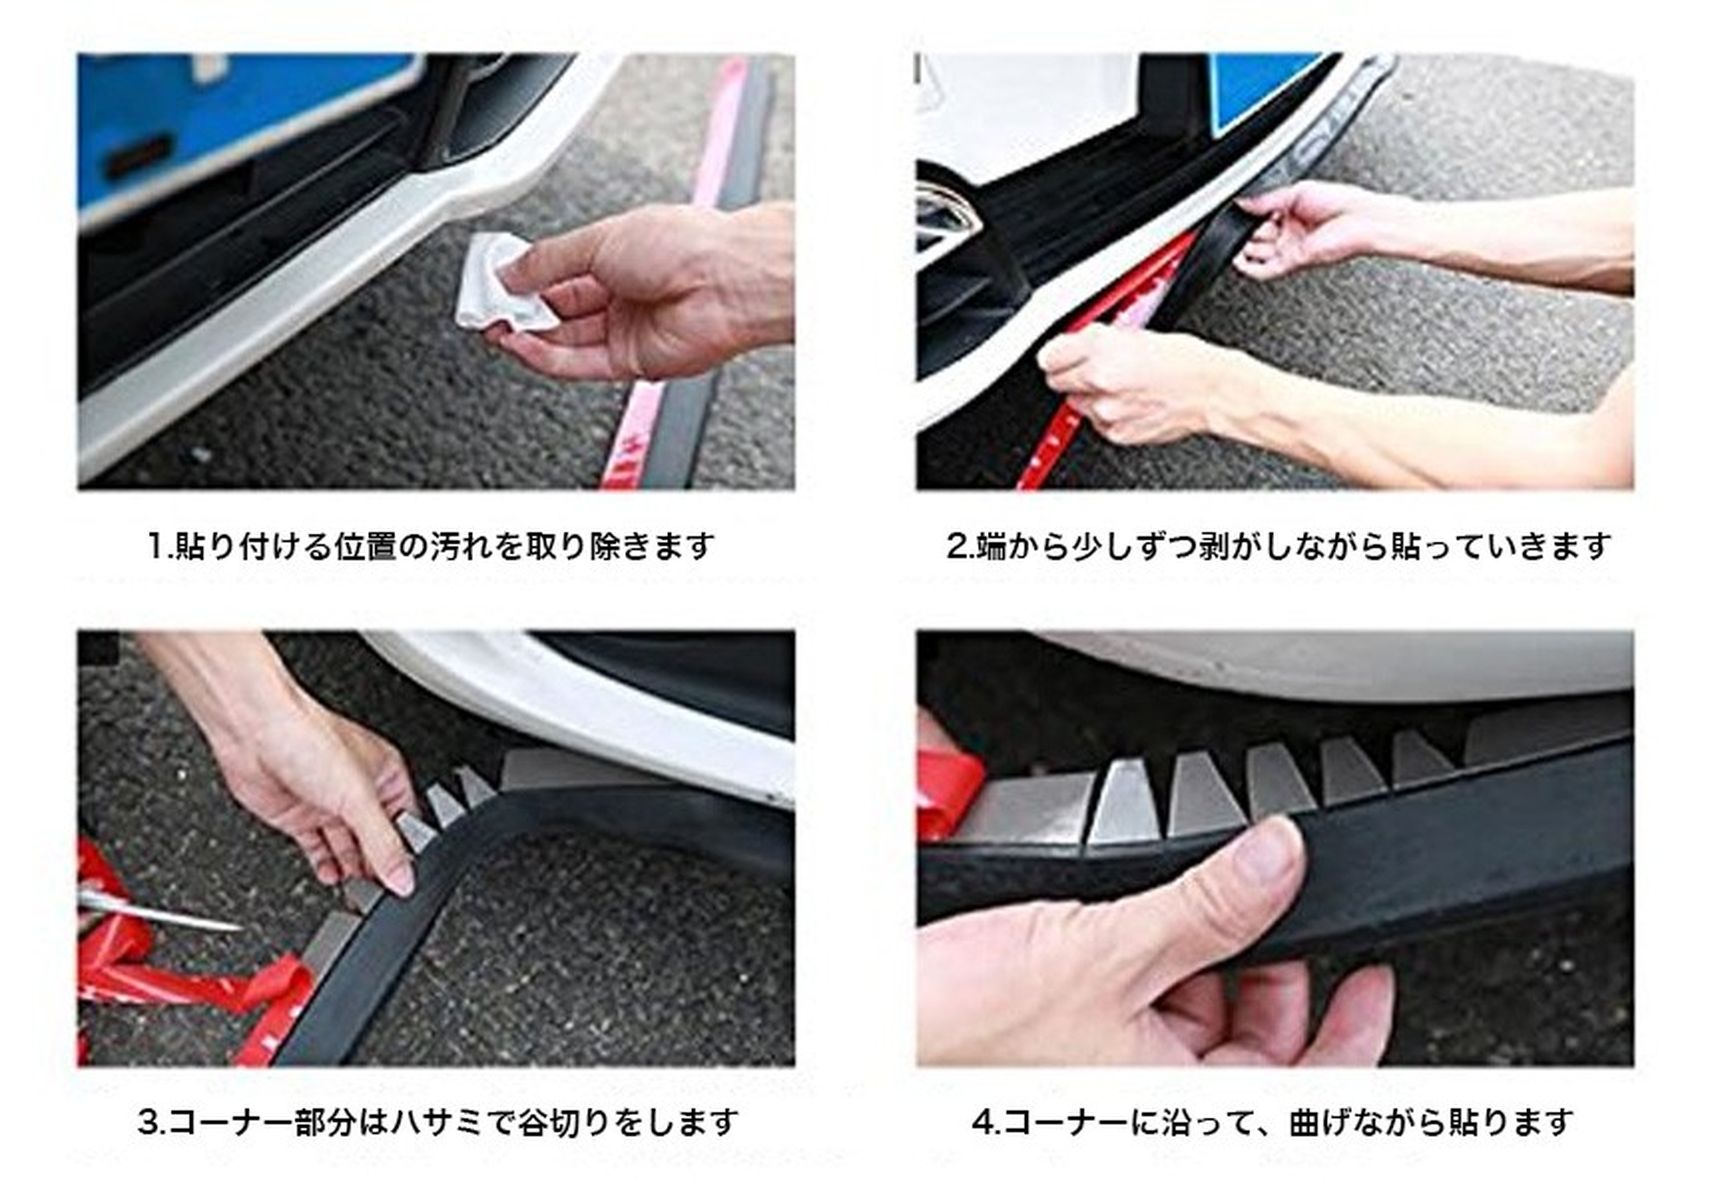 1.貼り付ける位置の汚れを取り除きます
2.端から少しずつ剥がしながら貼っていきます
3.コーナー部分はハサミで谷切りをします
4.コーナーに沿って、曲げながら貼ります